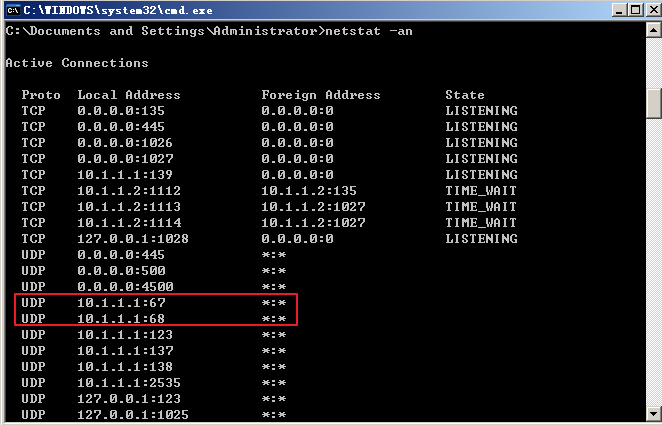 C:\WINDOWS\system32\cmd.exe
C:\Documents and Settings\Administrator>netstat -an
Active Connections
Proto  Local Address          Foreign Address        State
TCP    0.0.0.0:135            0.0.0.0:0              LISTENING
TCP    0.0.0.0:445            0.0.0.0:0              LISTENING
TCP    0.0.0.0:1026           0.0.0.0:0              LISTENING
TCP    0.0.0.0:1027           0.0.0.0:0              LISTENING
TCP    10.1.1.1:139           0.0.0.0:0              LISTENING
TCP    10.1.1.2:1112          10.1.1.2:135           TIME_WAIT
TCP    10.1.1.2:1113          10.1.1.2:1027          TIME_WAIT
TCP    10.1.1.2:1114          10.1.1.2:1027          TIME_WAIT
TCP    127.0.0.1:1028         0.0.0.0:0              LISTENING
UDP    0.0.0.0:445            *:*
UDP    0.0.0.0:500            *:*
UDP    0.0.0.0:4500           *:*
UDP    10.1.1.1:67            *:*
UDP    10.1.1.1:68            *:*
UDP    10.1.1.1:123           *:*
UDP    10.1.1.1:137           *:*
UDP    10.1.1.1:138           *:*
UDP    10.1.1.1:2535          *:*
UDP    127.0.0.1:123          *:*
UDP    127.0.0.1:1025         *:*